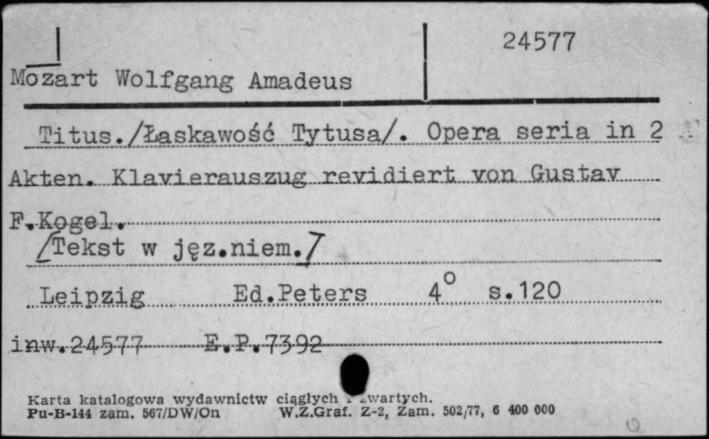 24577
Mozart Wolfgang Amadeus
Titus./Łaskawość Tytusa/. Opera seria in 2
Akten. Klavierauszug revidiert von Gustav
F.Kogel.
/Tekst w jęz.niem./
Leipzig Ed.Peters 4° s.120
inw.24577 E.P.7392
Karta katalogowa wydawnictw ciągłych
Pu-B-144 zam. 567/DW/On W.Z.Graf. Z-2, Zam. 502/77, 6 400 000